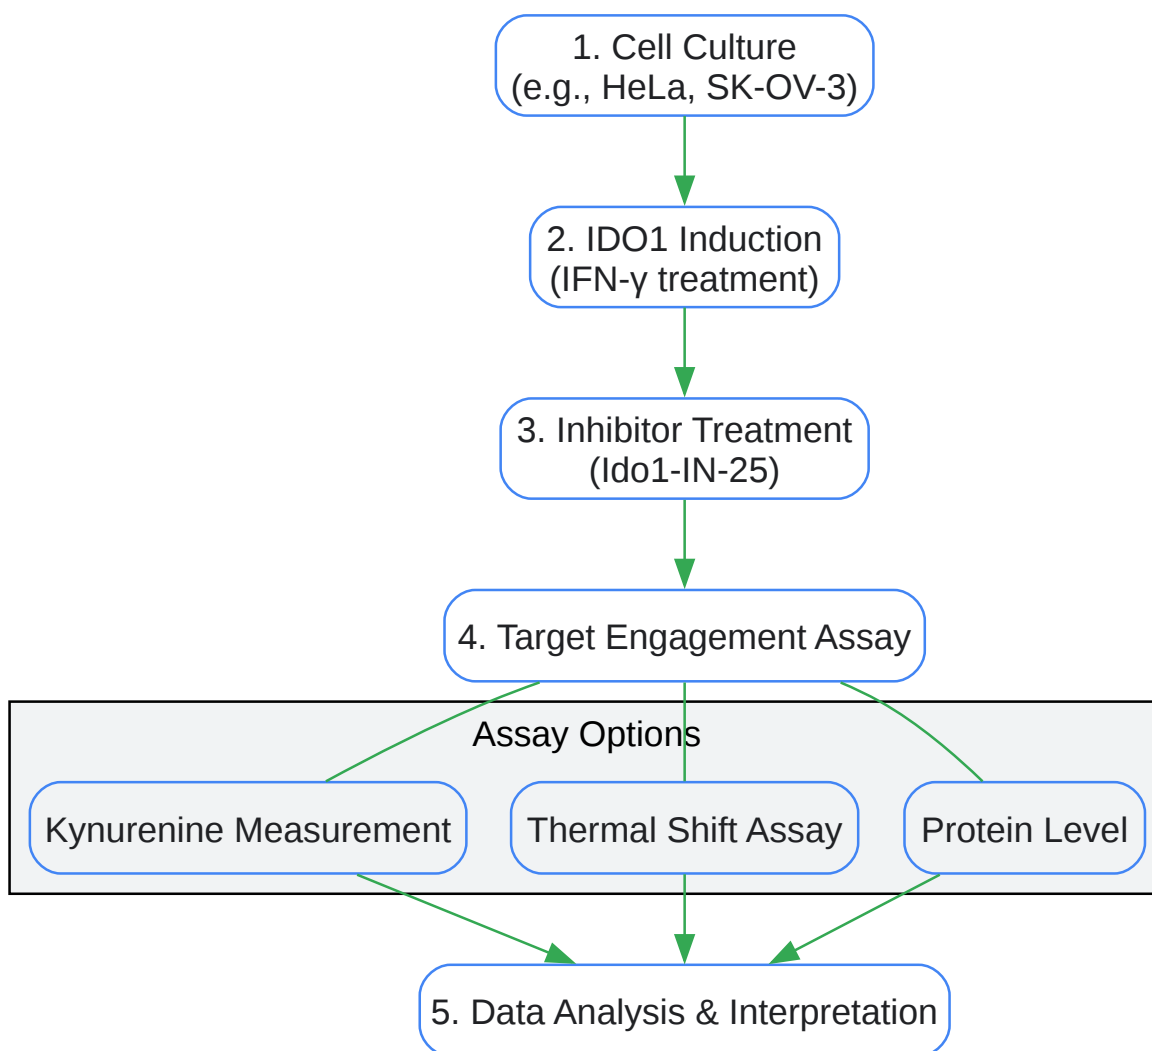 1. Cell Culture
(e.g., HeLa, SK-OV-3)
2. IDO1 Induction
(IFN-γ treatment)
3. Inhibitor Treatment
(Ido1-IN-25)
4. Target Engagement Assay
Assay Options
Kynurenine Measurement
Thermal Shift Assay
Protein Level
5. Data Analysis & Interpretation